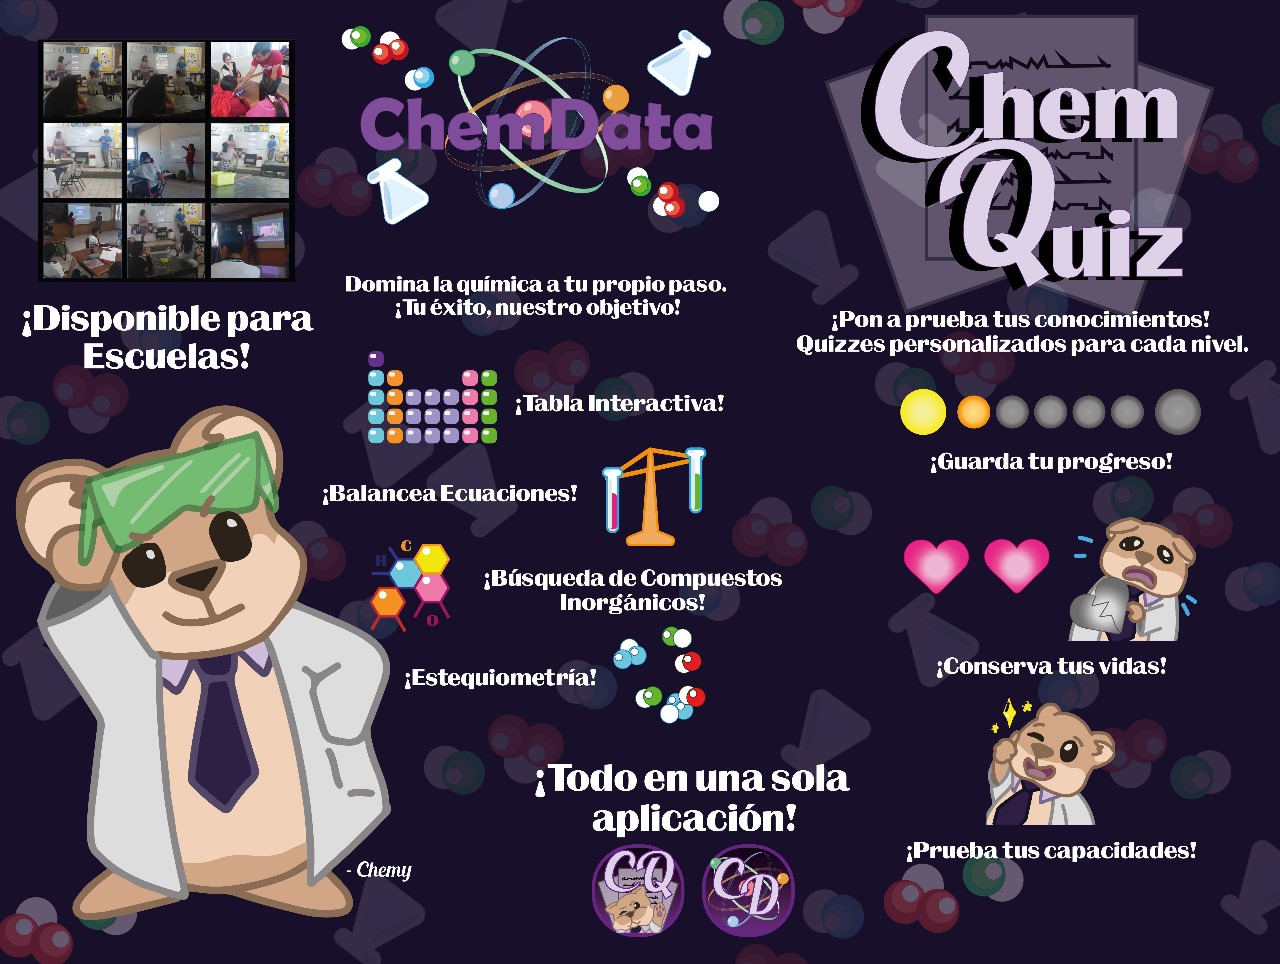 ¡Disponible para
Escuelas!
- Chemy
ChemData
Domina la química a tu propio paso.
¡Tu éxito, nuestro objetivo!
¡Tabla Interactiva!
¡Balancea Ecuaciones!
H
C
O
¡Búsqueda de Compuestos
Inorgánicos!
¡Estequiometría!
¡Todo en una sola
aplicación!
CQ
CD
Chem
Quiz
¡Pon a prueba tus conocimientos!
Quizzes personalizados para cada nivel.
¡Guarda tu progreso!
¡Conserva tus vidas!
¡Prueba tus capacidades!